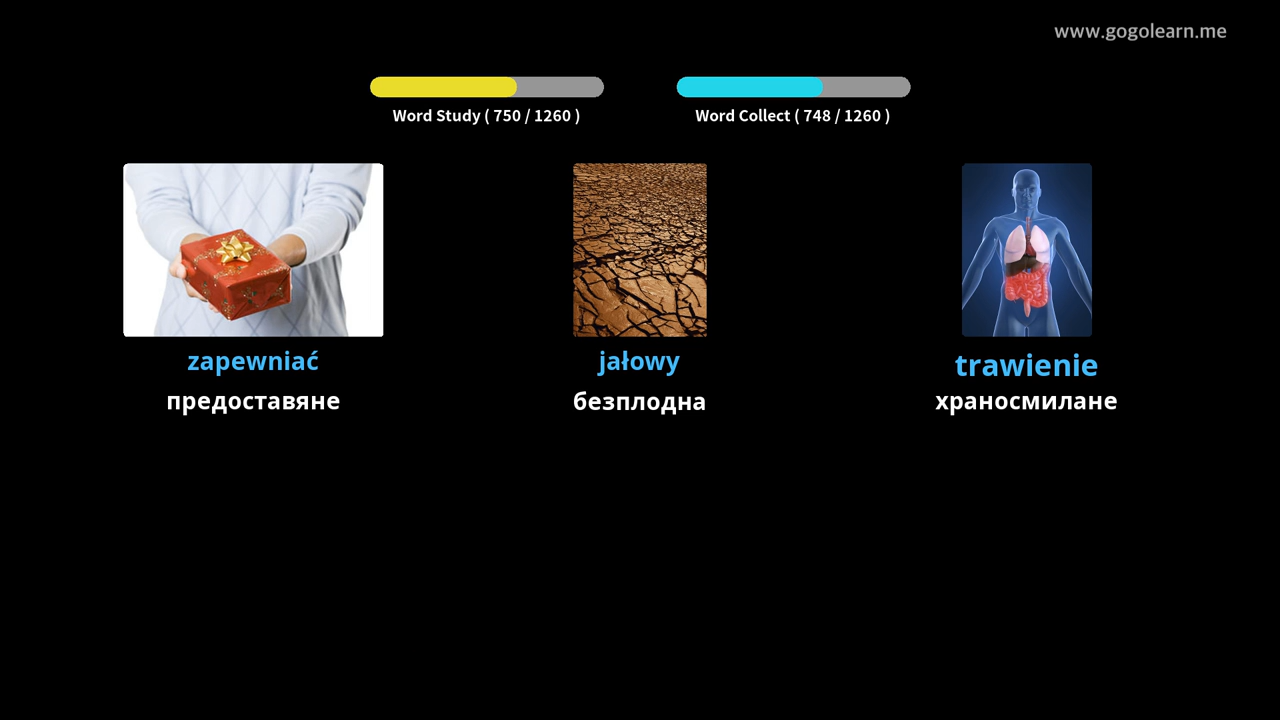 www.gogolearn.me
Word Study ( 750 / 1260 )
Word Collect ( 748 / 1260 )
zapewniać
jałowy
trawienie
предоставяне
безплодна
храносмилане